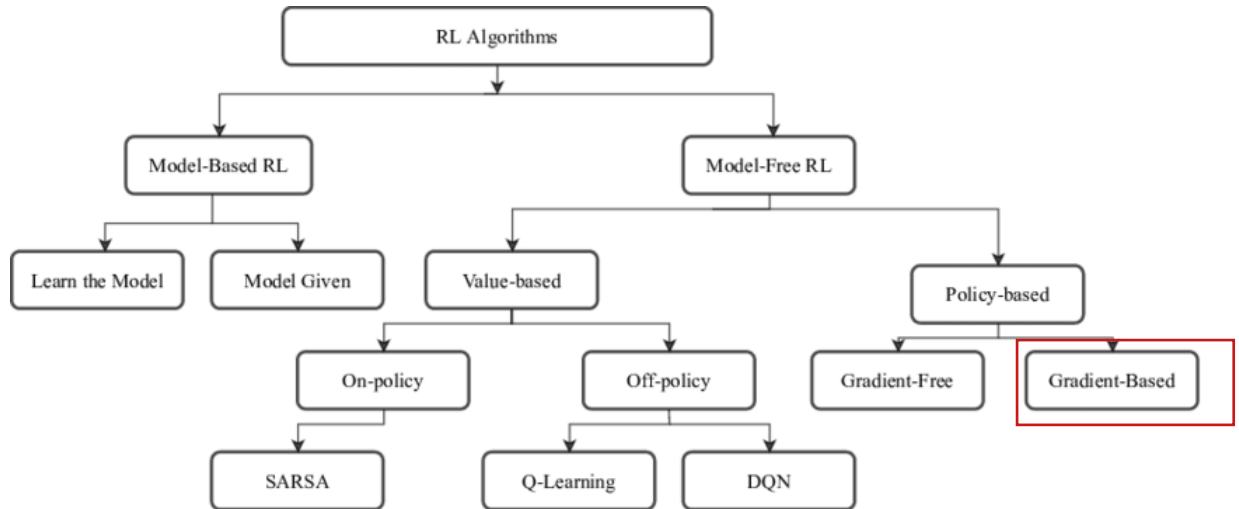 RL Algorithms
Model-Based RL
Model-Free RL
Learn the Model
Model Given
Value-based
Policy-based
On-policy
Off-policy
Gradient-Free
Gradient-Based
SARSA
Q-Learning
DQN